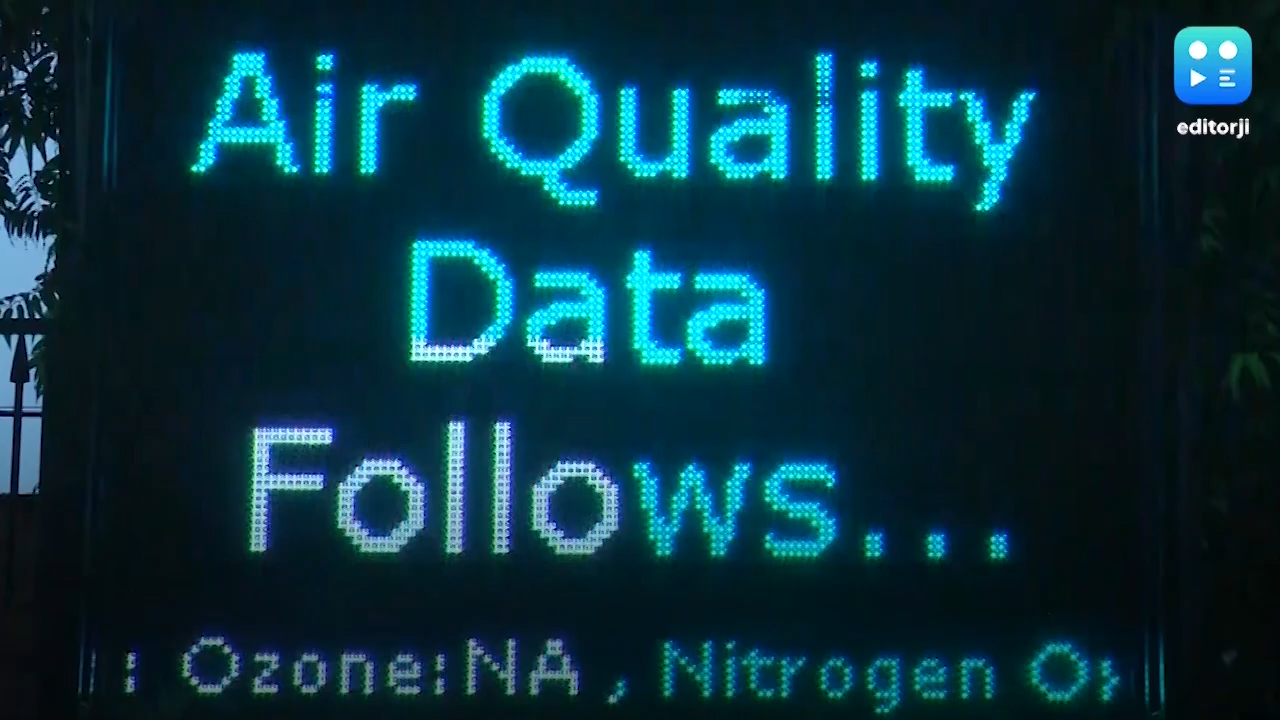 Air Quality
Data
Follows...
: Ozone:NA , Nitrogen
editorji